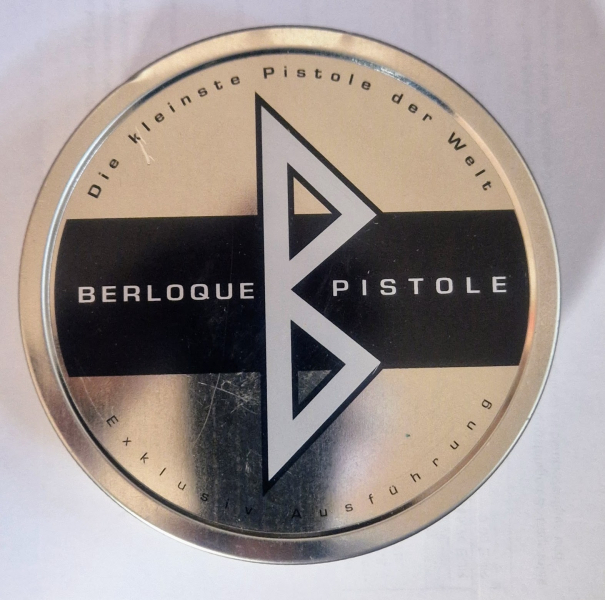 Die kleinste Pistole der Welt
BERLOQUE PISTOLE
Exklusiv Ausführung